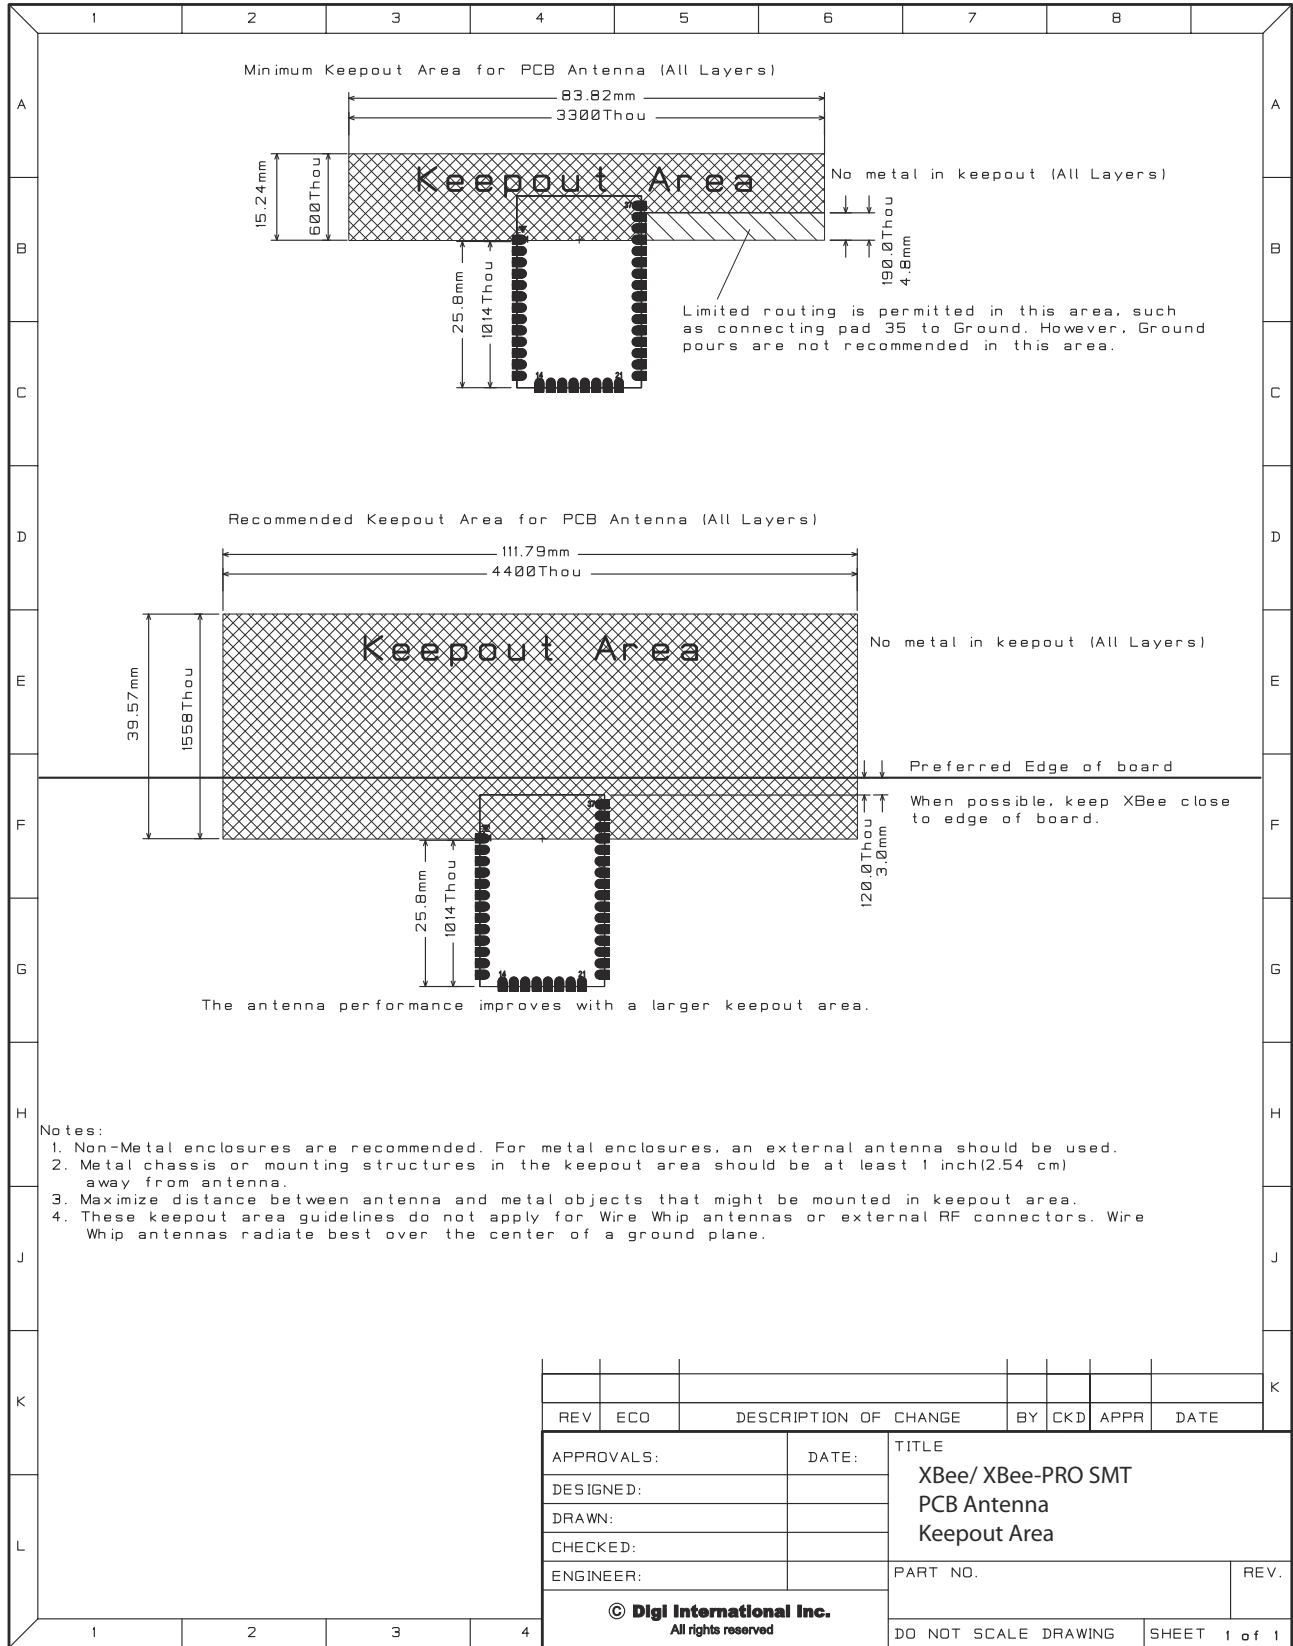 1 2 3 4 5 6 7 8
Minimum Keepout Area for PCB Antenna (All Layers)
83.82mm
3300Thou
A A
Keepout Area
No metal in keepout (All Layers)
15.24mm
600Thou
37
190.0Thou
4.8mm
B B
25.8mm
1014Thou
Limited routing is permitted in this area, such
as connecting pad 35 to Ground. However, Ground
pours are not recommended in this area.
14 21
C C
Recommended Keepout Area for PCB Antenna (All Layers)
D D
111.79mm
4400Thou
Keepout Area
No metal in keepout (All Layers)
E E
39.57mm
1558Thou
Preferred Edge of board
When possible, keep XBee close
to edge of board.
37
F F
120.0Thou
3.0mm
25.8mm
1014Thou
14 21
G G
The antenna performance improves with a larger keepout area.
H H
Notes:
1. Non-Metal enclosures are recommended. For metal enclosures, an external antenna should be used.
2. Metal chassis or mounting structures in the keepout area should be at least 1 inch(2.54 cm)
away from antenna.
3. Maximize distance between antenna and metal objects that might be mounted in keepout area.
4. These keepout area guidelines do not apply for Wire Whip antennas or external RF connectors. Wire
Whip antennas radiate best over the center of a ground plane.
J J
K K
REV ECO DESCRIPTION OF CHANGE BY CKD APPR DATE
APPROVALS: DATE:
TITLE
XBee/ XBee-PRO SMT
PCB Antenna
Keepout Area
DESIGNED:
DRAWN:
CHECKED:
L
ENGINEER:
PART NO. REV.
© Digi International Inc.
All rights reserved
DO NOT SCALE DRAWING SHEET 1 of 1
1 2 3 4